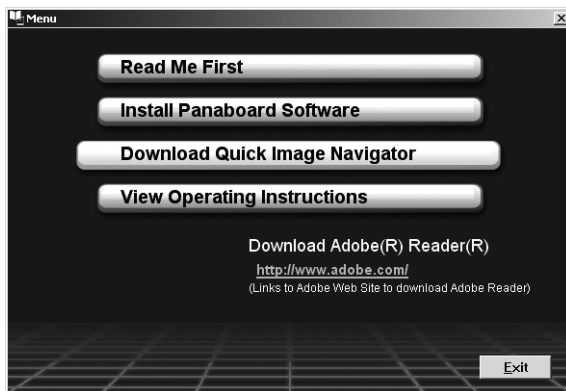 Menu
Read Me First
Install Panaboard Software
Download Quick Image Navigator
View Operating Instructions
Download Adobe(R) Reader(R)
http://www.adobe.com/
(Links to Adobe Web Site to download Adobe Reader)
Exit